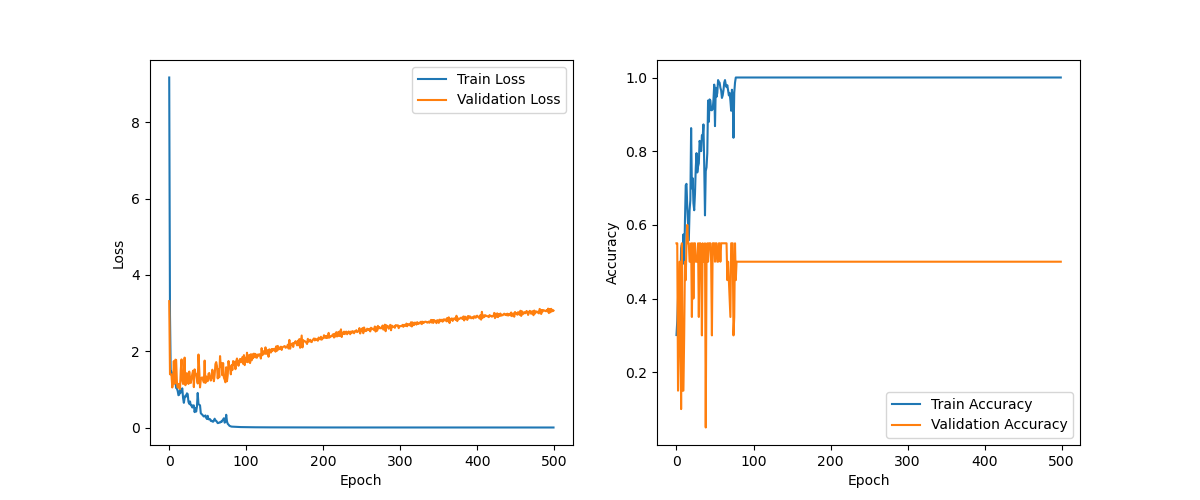 Train Loss
Validation Loss
8
6
4
2
0
Loss
0 100 200 300 400 500
Epoch
1.0
0.8
0.6
0.4
0.2
Accuracy
Train Accuracy
Validation Accuracy
0 100 200 300 400 500
Epoch